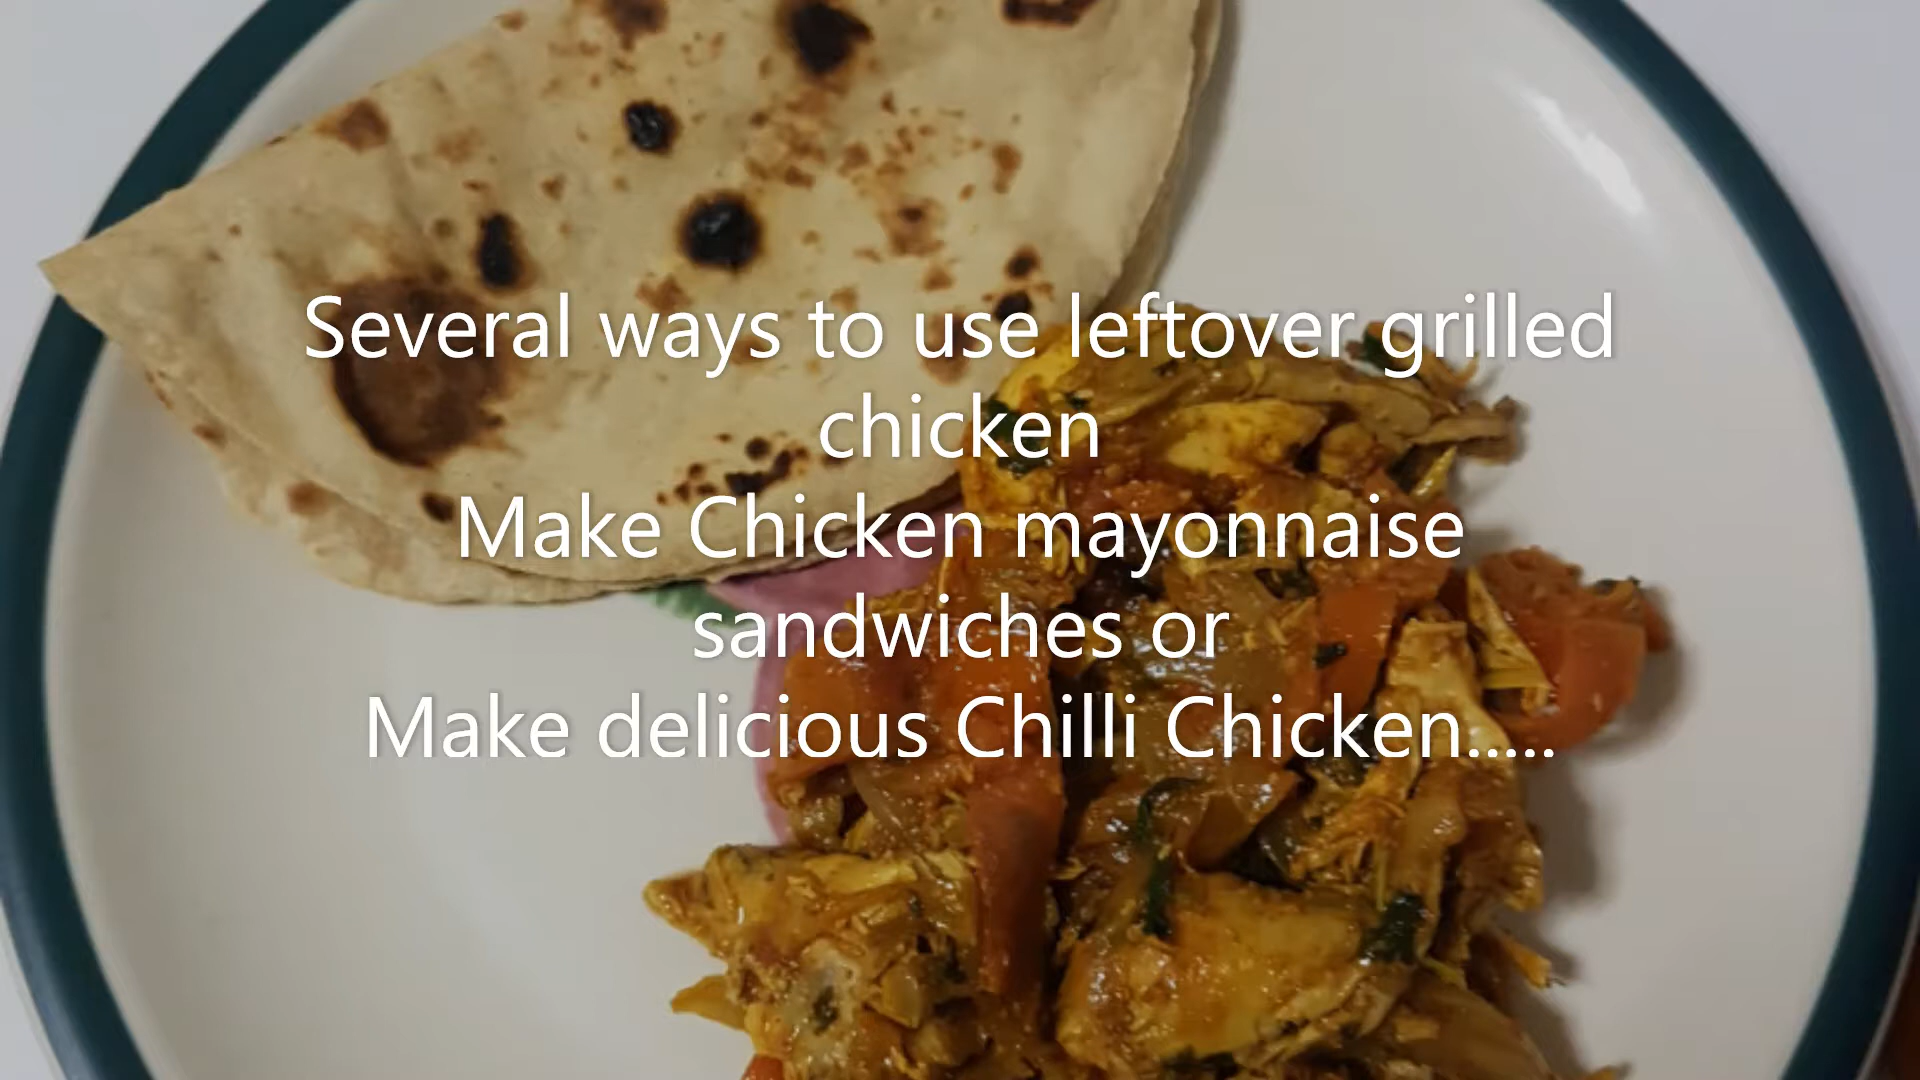 Several ways to use leftover grilled
chicken
Make Chicken mayonnaise
sandwiches or
Make delicious Chilli Chicken.....